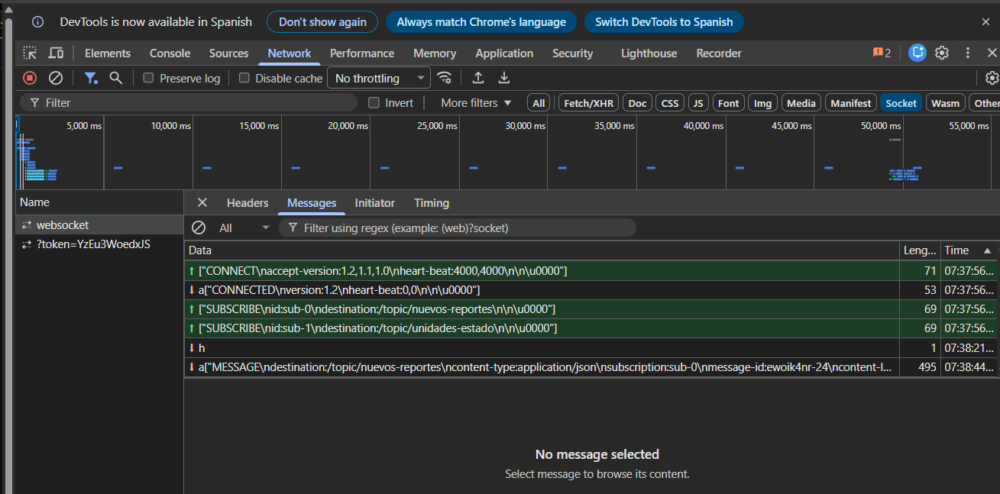 DevTools is now available in Spanish Don't show again Always match Chrome's language Switch DevTools to Spanish
Elements Console Sources Network Performance Memory Application Security Lighthouse Recorder 2
Preserve log Disable cache No throttling
Filter Invert More filters All Fetch/XHR Doc CSS JS Font Img Media Manifest Socket Wasm Other
5,000 ms 10,000 ms 15,000 ms 20,000 ms 25,000 ms 30,000 ms 35,000 ms 40,000 ms 45,000 ms 50,000 ms 55,000 ms
Name Headers Messages Initiator Timing
websocket All Filter using regex (example: (web)?socket)
?token=YzEu3WoedxJS
Data Leng... Time
["CONNECT\naccept-version:1.2,1.1,1.0\nheart-beat:4000,4000\n\n\u0000"] 71 07:37:56...
a["CONNECTED\nversion:1.2\nheart-beat:0,0\n\n\u0000"] 53 07:37:56...
["SUBSCRIBE\nid:sub-0\ndestination:/topic/nuevos-reportes\n\n\u0000"] 69 07:37:56...
["SUBSCRIBE\nid:sub-1\ndestination:/topic/unidades-estado\n\n\u0000"] 69 07:37:56...
h 1 07:38:21...
a["MESSAGE\ndestination:/topic/nuevos-reportes\ncontent-type:application/json\nsubscription:sub-0\nmessage-id:ewoik4nr-24\ncontent-l... 495 07:38:44...
No message selected
Select message to browse its content.